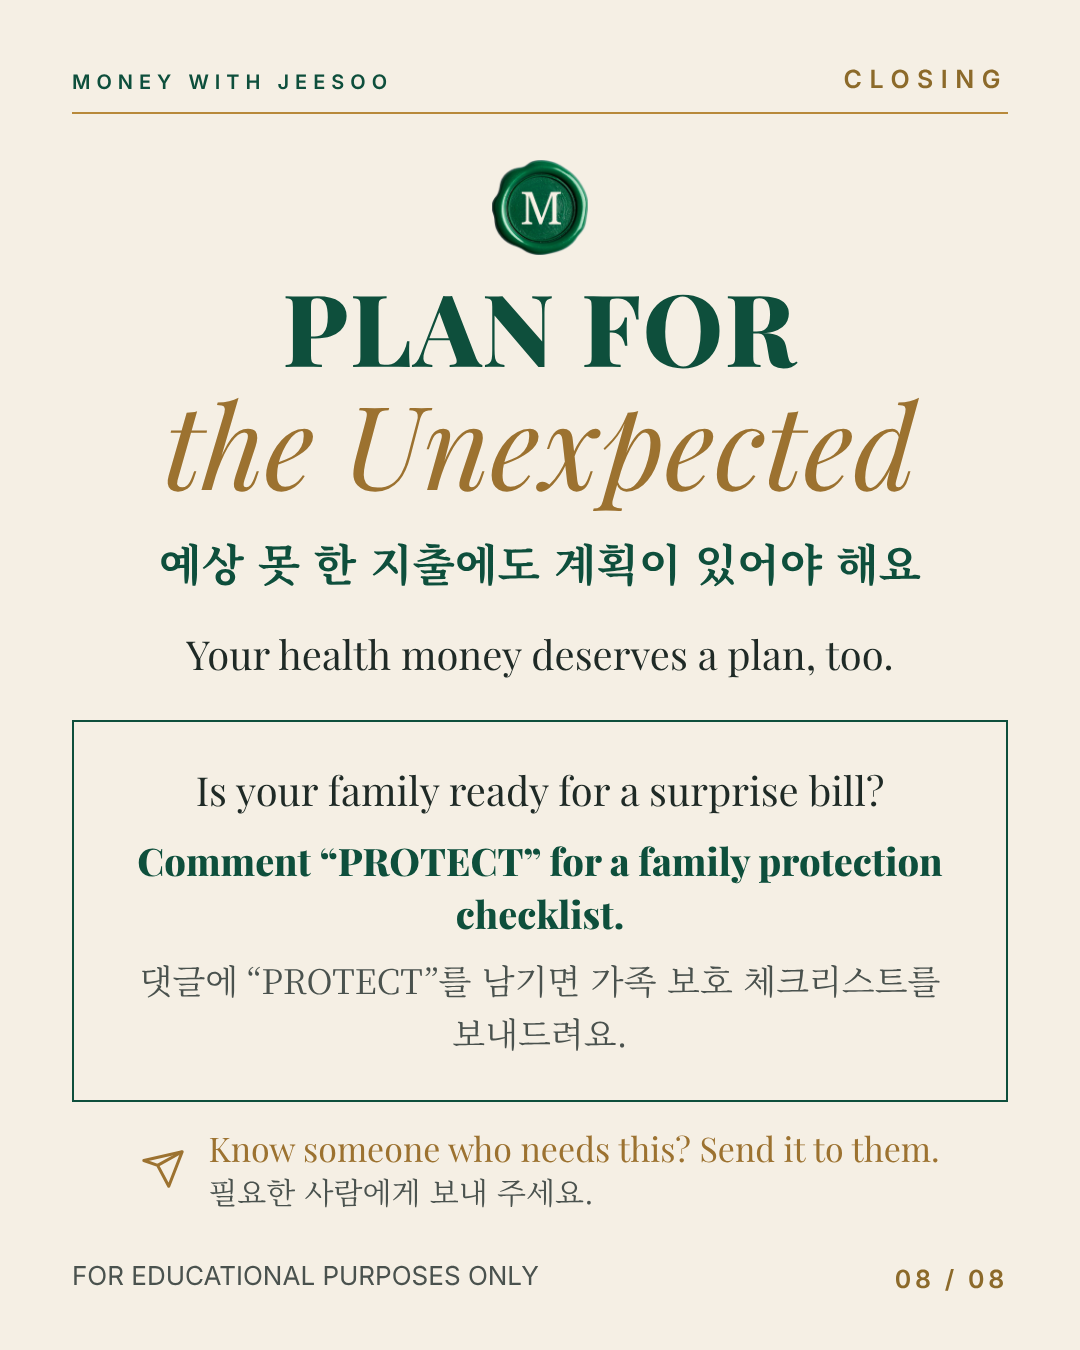 MONEY WITH JEESOO
CLOSING
M
PLAN FOR
the Unexpected
예상 못 한 지출에도 계획이 있어야 해요
Your health money deserves a plan, too.
Is your family ready for a surprise bill?
Comment “PROTECT” for a family protection
checklist.
댓글에 “PROTECT”를 남기면 가족 보호 체크리스트를
보내드려요.
Know someone who needs this? Send it to them.
필요한 사람에게 보내 주세요.
FOR EDUCATIONAL PURPOSES ONLY
08 / 08